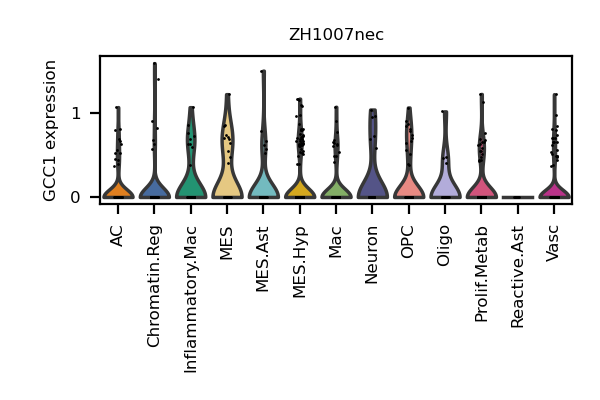 ZH1007nec
GCC1 expression
1
0
AC
Chromatin.Reg
Inflammatory.Mac
MES
MES.Ast
MES.Hyp
Mac
Neuron
OPC
Oligo
Prolif.Metab
Reactive.Ast
Vasc